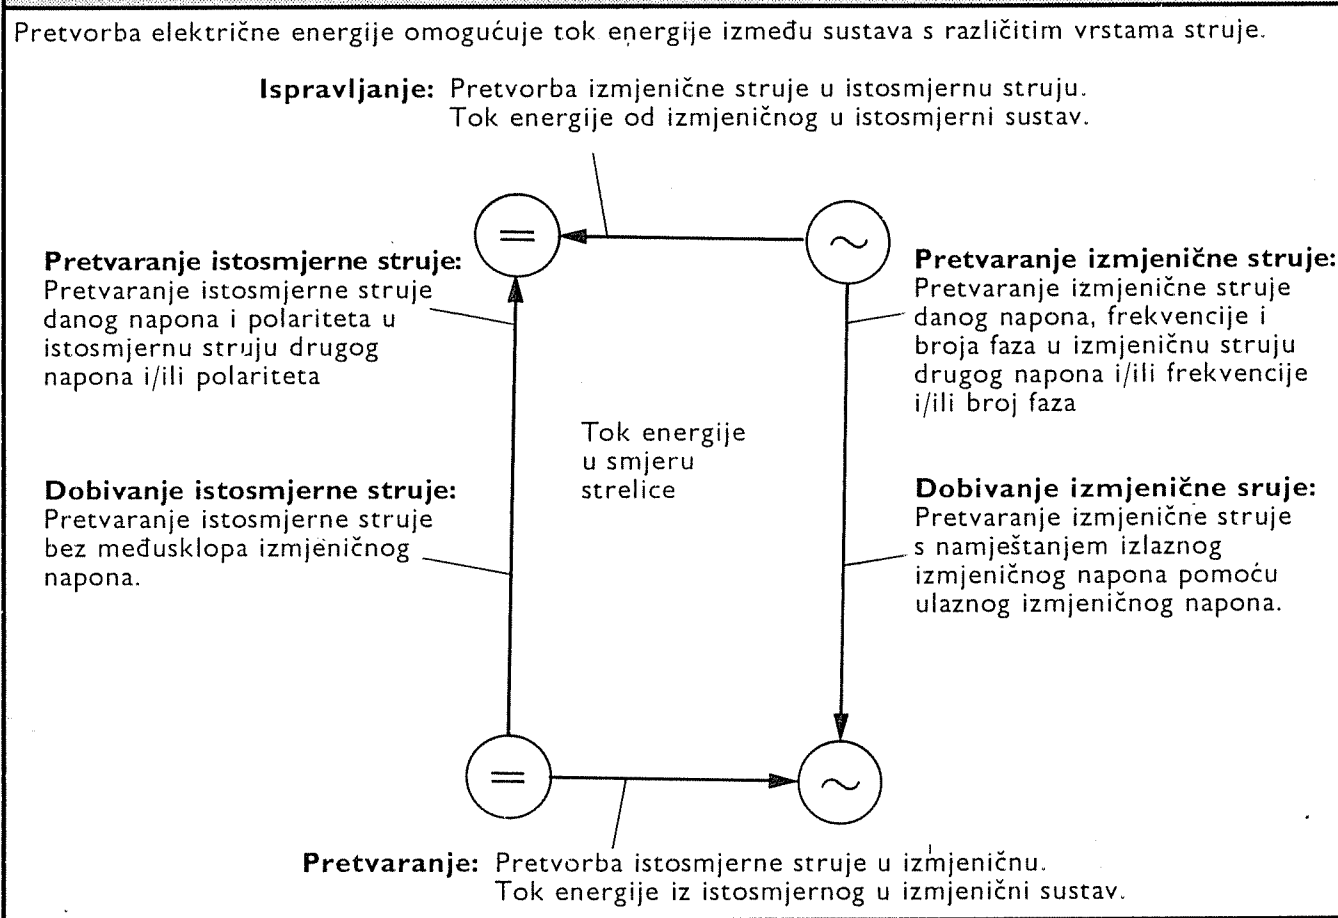 Pretvorba električne energije omogućuje tok energije između sustava s različitim vrstama struje.
Ispravljanje: Pretvorba izmjenične struje u istosmjernu struju.
Tok energije od izmjeničnog u istosmjerni sustav.
=
~
Pretvaranje istosmjerne struje:
Pretvaranje istosmjerne struje
danog napona i polariteta u
istosmjernu struju drugog
napona i/ili polariteta
Pretvaranje izmjenične struje:
Pretvaranje izmjenične struje
danog napona, frekvencije i
broja faza u izmjeničnu struju
drugog napona i/ili frekvencije
i/ili broj faza
Tok energije
u smjeru
strelice
Dobivanje istosmjerne struje:
Pretvaranje istosmjerne struje
bez međusklopa izmjeničnog
napona.
Dobivanje izmjenične sruje:
Pretvaranje izmjenične struje
s namještanjem izlaznog
izmjeničnog napona pomoću
ulaznog izmjeničnog napona.
=
~
Pretvaranje: Pretvorba istosmjerne struje u izmjeničnu.
Tok energije iz istosmjernog u izmjenični sustav.